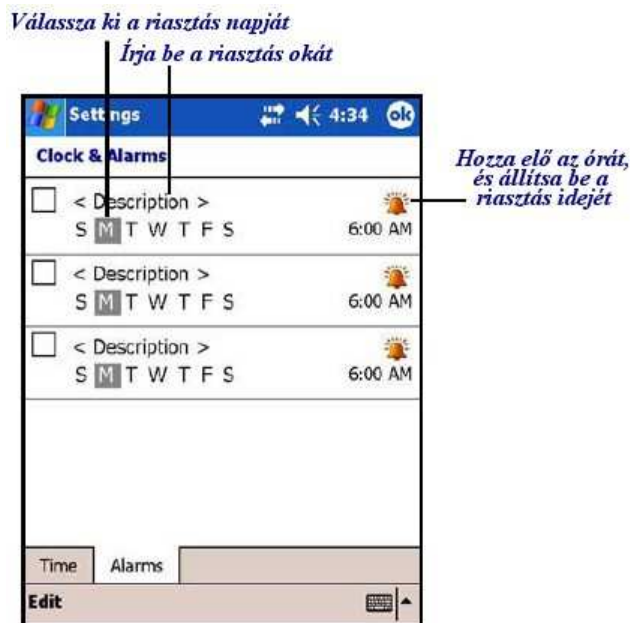 Válassza ki a riasztás napját
Írja be a riasztás okát
Settings 4:34 ok
Clock & Alarms
Hozza elő az órát,
és állítsa be a
riasztás idejét
< Description >
S M T W T F S 6:00 AM
< Description >
S M T W T F S 6:00 AM
< Description >
S M T W T F S 6:00 AM
Time Alarms
Edit